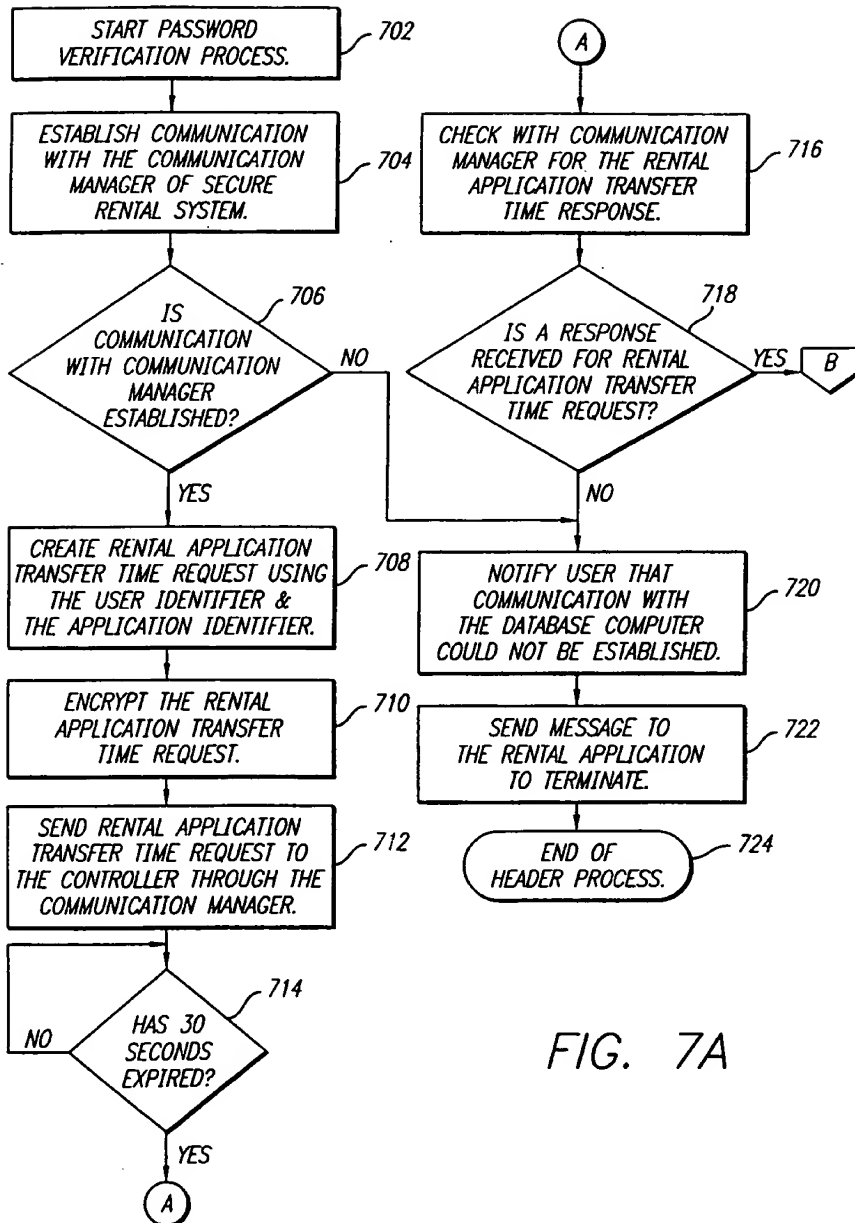 START PASSWORD
VERIFICATION PROCESS.
702
ESTABLISH COMMUNICATION
WITH THE COMMUNICATION
MANAGER OF SECURE
RENTAL SYSTEM.
704
IS
COMMUNICATION
WITH COMMUNICATION
MANAGER
ESTABLISHED?
706
NO
YES
CREATE RENTAL APPLICATION
TRANSFER TIME REQUEST USING
THE USER IDENTIFIER &
THE APPLICATION IDENTIFIER.
708
ENCRYPT THE RENTAL
APPLICATION TRANSFER
TIME REQUEST.
710
SEND RENTAL APPLICATION
TRANSFER TIME REQUEST TO
THE CONTROLLER THROUGH THE
COMMUNICATION MANAGER.
712
HAS 30
SECONDS
EXPIRED?
714
NO
YES
A
A
CHECK WITH COMMUNICATION
MANAGER FOR THE RENTAL
APPLICATION TRANSFER
TIME RESPONSE.
716
IS A RESPONSE
RECEIVED FOR RENTAL
APPLICATION TRANSFER
TIME REQUEST?
718
YES
B
NO
NOTIFY USER THAT
COMMUNICATION WITH
THE DATABASE COMPUTER
COULD NOT BE ESTABLISHED.
720
SEND MESSAGE TO
THE RENTAL APPLICATION
TO TERMINATE.
722
END OF
HEADER PROCESS.
724
FIG. 7A